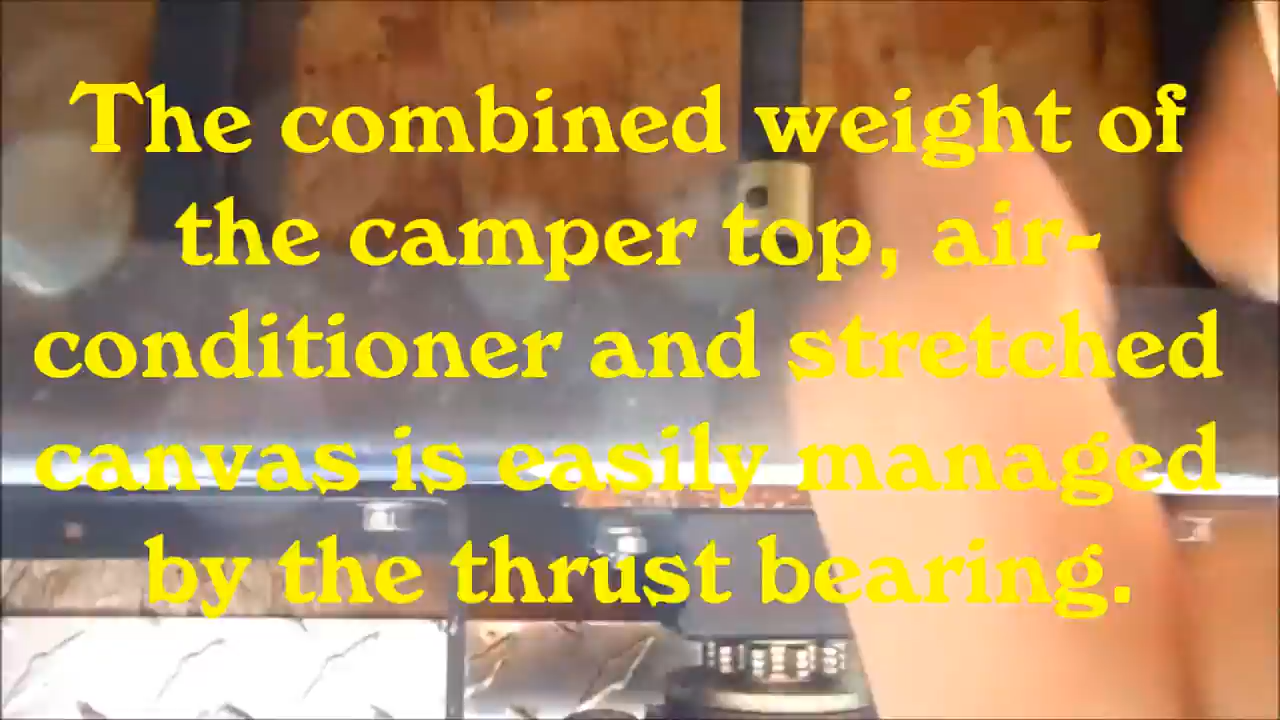 The combined weight of
the camper top, air-
conditioner and stretched
canvas is easily managed
by the thrust bearing.